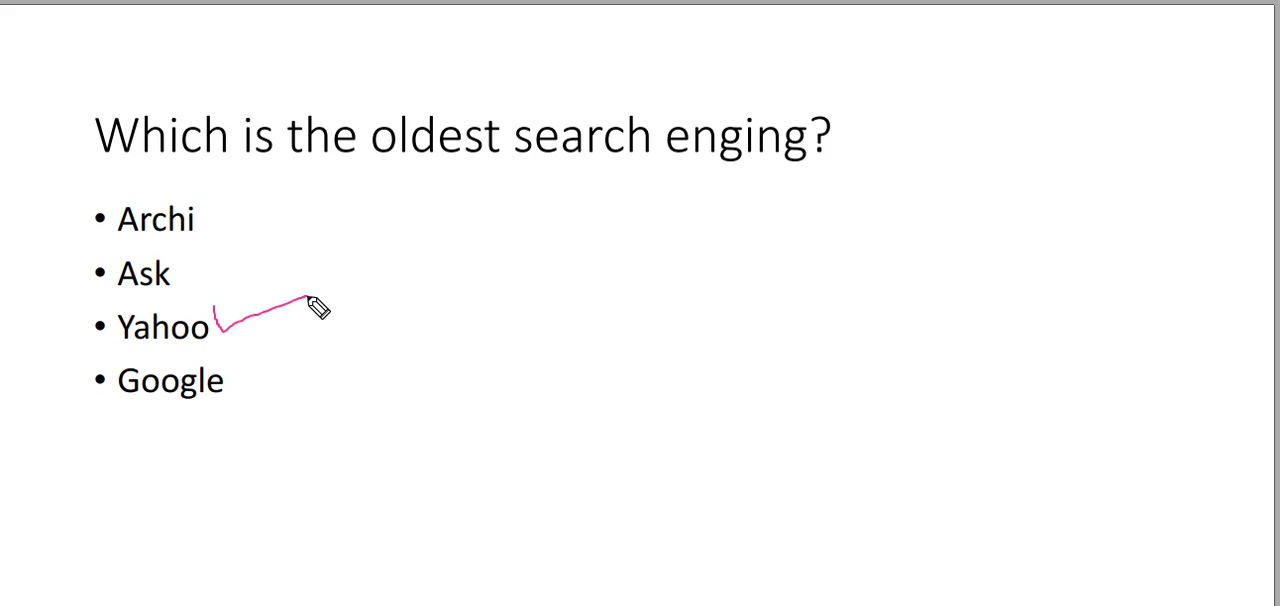 Which is the oldest search enging?
• Archi
• Ask
• Yahoo
• Google